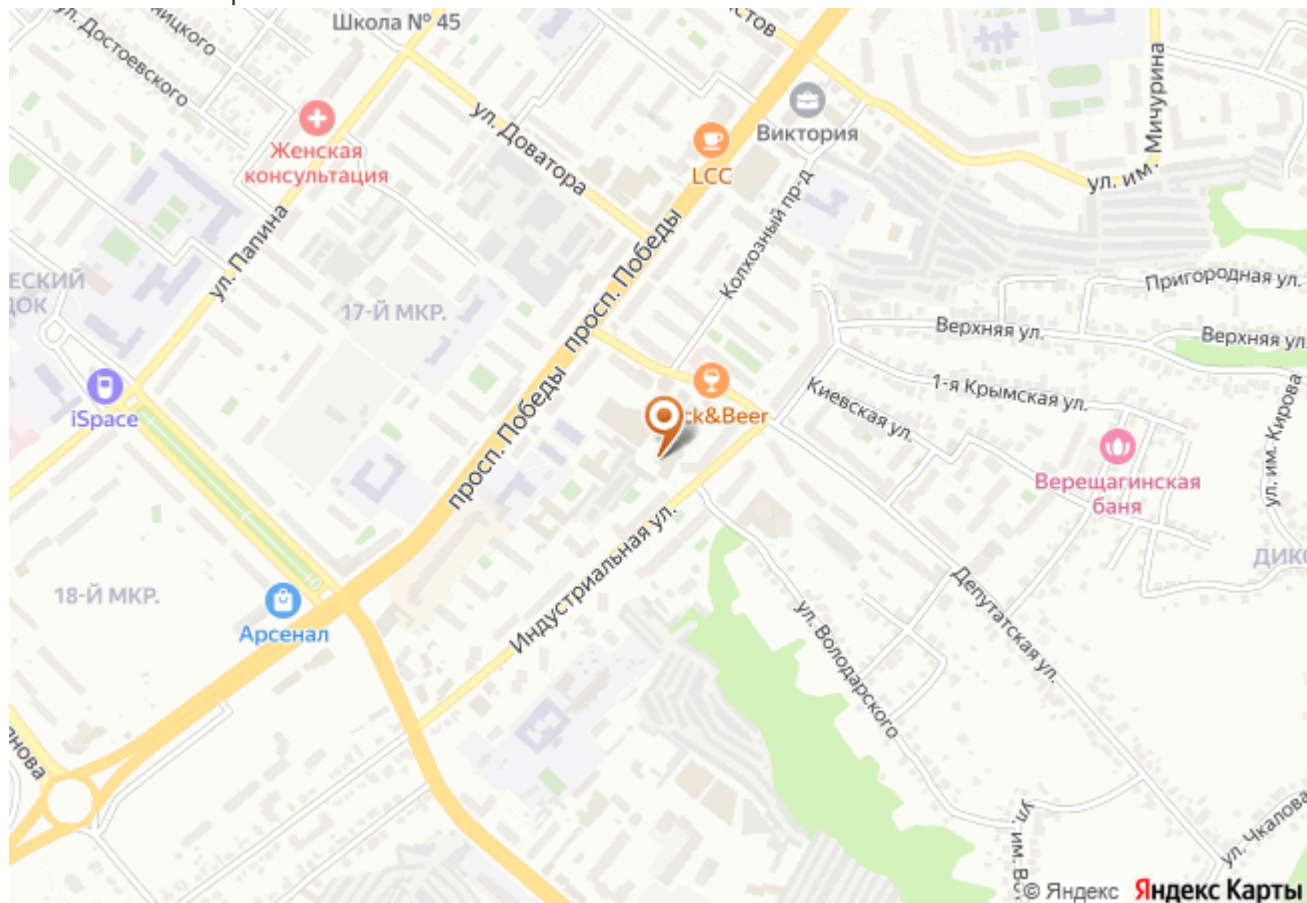 Школа № 45
ул. Достоевского
ул. Доватора
Виктория
LCC
Женская
консультация
ул. им. Мичурина
ул. Папина
просп. Победы
Колхозный пр-д
17-Й МКР.
Пригородная ул.
Верхняя ул.
Верхняя ул.
1-я Крымская ул.
Киевская ул.
iSpace
ck&Beer
просп. Победы
Верещагинская
баня
ул. им. Кирова
Индустриальная ул.
18-Й МКР.
Арсенал
Депутатская ул.
ул. Володарского
ул. Чкалова
© Яндекс Яндекс Карты